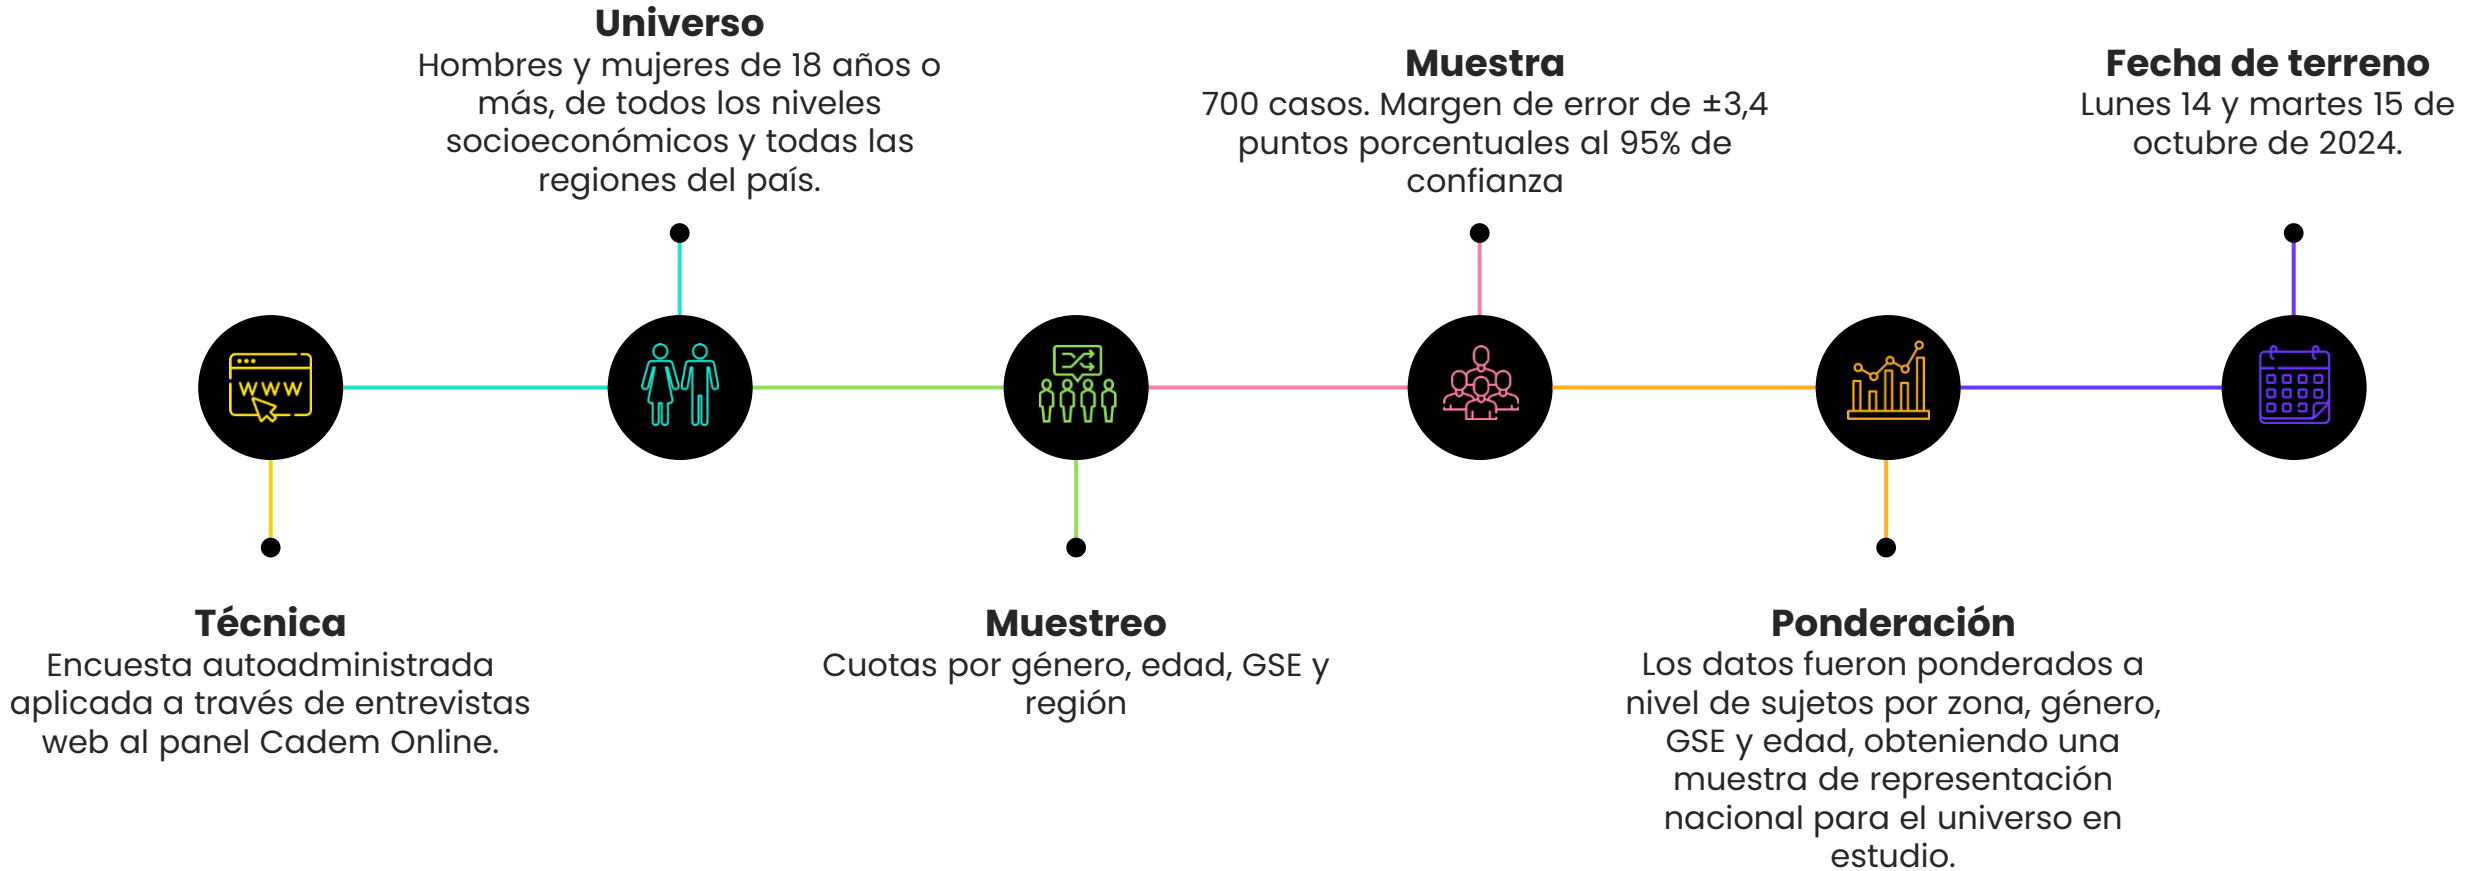 Universo
Hombres y mujeres de 18 años o
más, de todos los niveles
socioeconómicos y todas las
regiones del país.
Muestra
700 casos. Margen de error de ±3,4
puntos porcentuales al 95% de
confianza
Fecha de terreno
Lunes 14 y martes 15 de
octubre de 2024.
WWW
Técnica
Encuesta autoadministrada
aplicada a través de entrevistas
web al panel Cadem Online.
Muestreo
Cuotas por género, edad, GSE y
región
Ponderación
Los datos fueron ponderados a
nivel de sujetos por zona, género,
GSE y edad, obteniendo una
muestra de representación
nacional para el universo en
estudio.